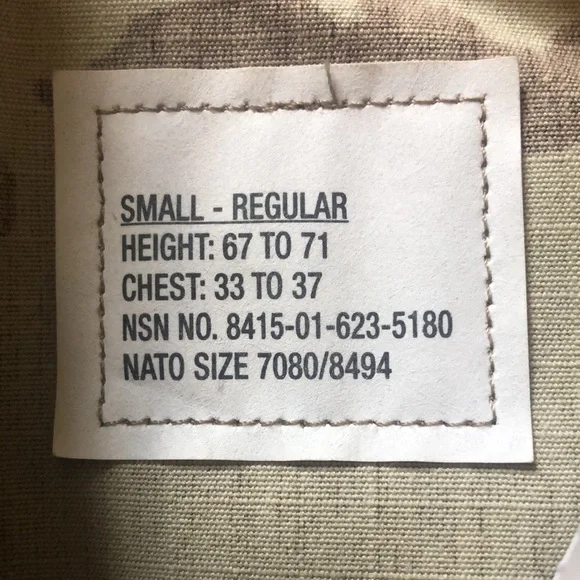 SMALL - REGULAR
HEIGHT: 67 TO 71
CHEST: 33 TO 37
NSN NO. 8415-01-623-5180
NATO SIZE 7080/8494